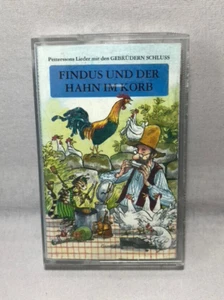 Pettersson Lieder mit den GEBRÜDERN SCHLUSS
FINDUS UND DER
HAHN IM KORB